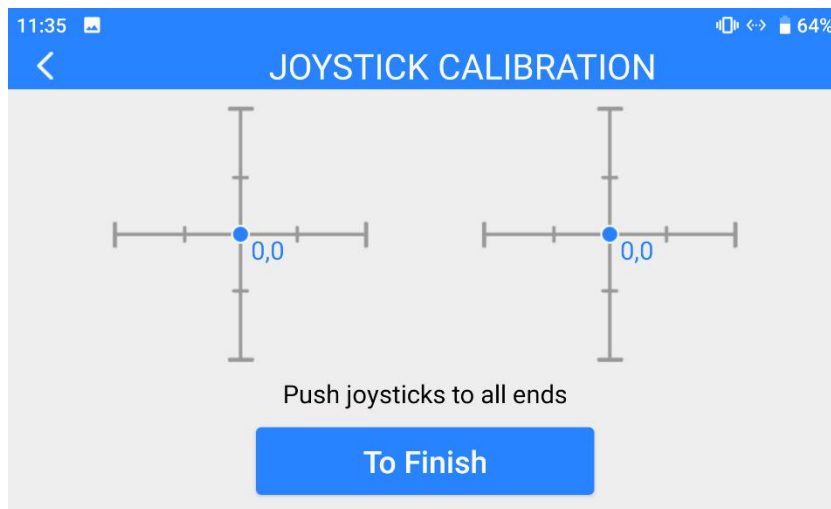 11:35 64%
JOYSTICK CALIBRATION
0,0 0,0
Push joysticks to all ends
To Finish